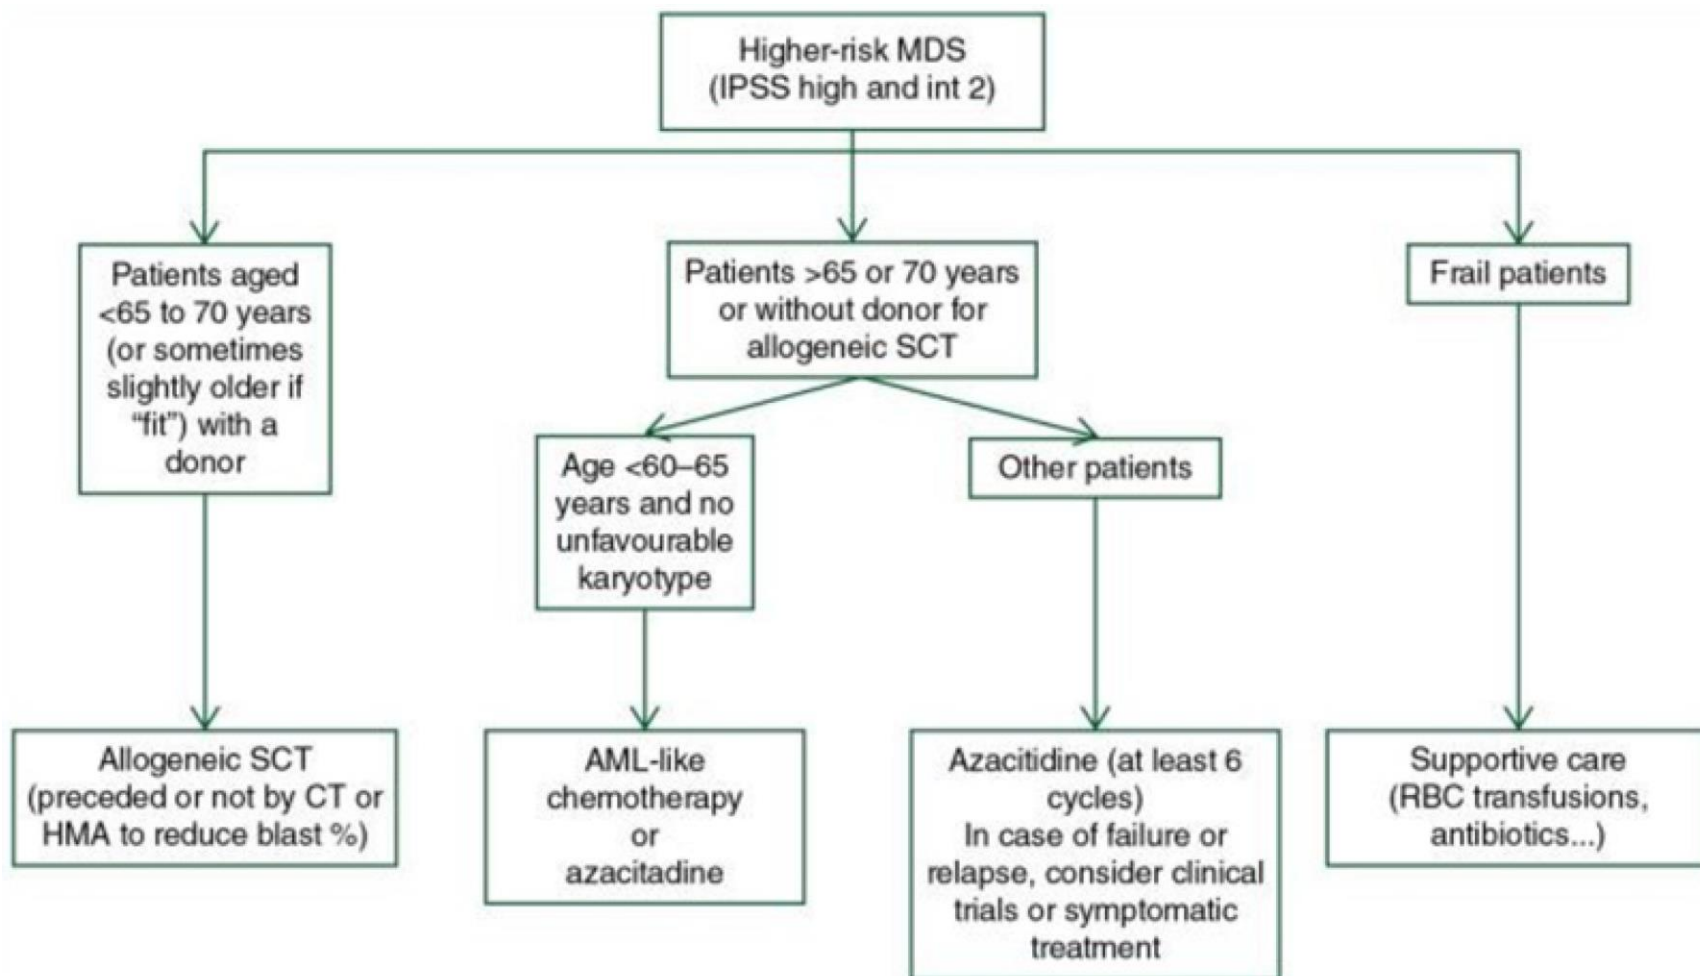 Higher-risk MDS
(IPSS high and int 2)
Patients aged
<65 to 70 years
(or sometimes
slightly older if
“fit”) with a
donor
Patients >65 or 70 years
or without donor for
allogeneic SCT
Frail patients
Age <60–65
years and no
unfavourable
karyotype
Other patients
Allogeneic SCT
(preceded or not by CT or
HMA to reduce blast %)
AML-like
chemotherapy
or
azacitadine
Azacitidine (at least 6
cycles)
In case of failure or
relapse, consider clinical
trials or symptomatic
treatment
Supportive care
(RBC transfusions,
antibiotics...)